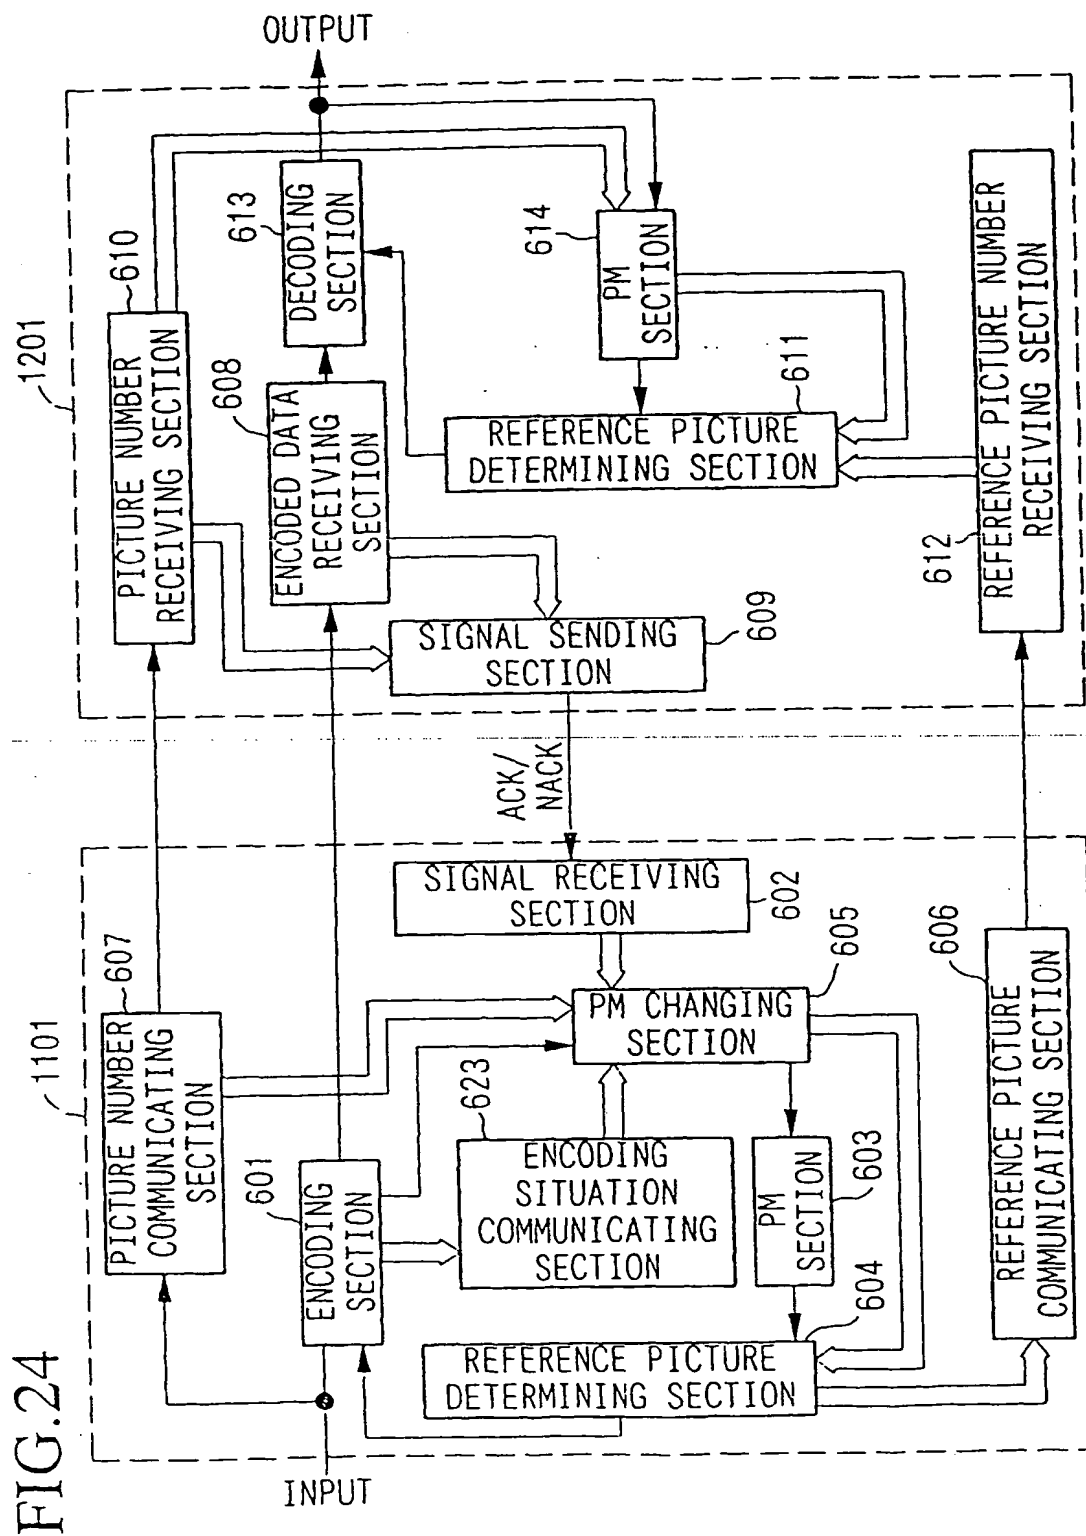 FIG.24
1101
1201
PICTURE NUMBER
COMMUNICATING
SECTION
607
PICTURE NUMBER
RECEIVING SECTION
610
INPUT
ENCODING
SECTION
601
ENCODED DATA
RECEIVING
SECTION
608
DECODING
SECTION
613
OUTPUT
ENCODING
SITUATION
COMMUNICATING
SECTION
623
SIGNAL RECEIVING
SECTION
602
ACK/
NACK
SIGNAL SENDING
SECTION
609
PM CHANGING
SECTION
605
PM
SECTION
603
REFERENCE PICTURE
DETERMINING SECTION
604
REFERENCE PICTURE
DETERMINING SECTION
611
PM
SECTION
614
REFERENCE PICTURE
COMMUNICATING SECTION
606
REFERENCE PICTURE NUMBER
RECEIVING SECTION
612